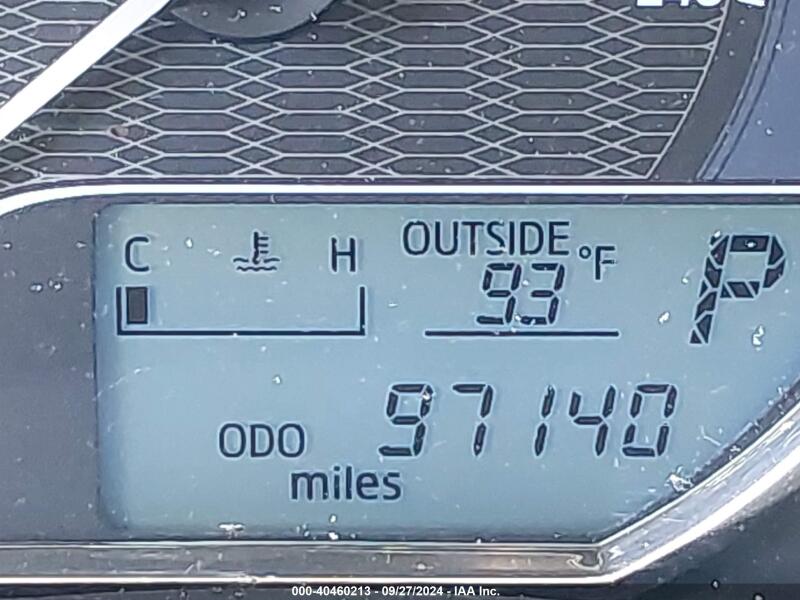 C H OUTSIDE °F
93 P
ODO 97140
miles
000-40460213 - 09/27/2024 - IAA Inc.